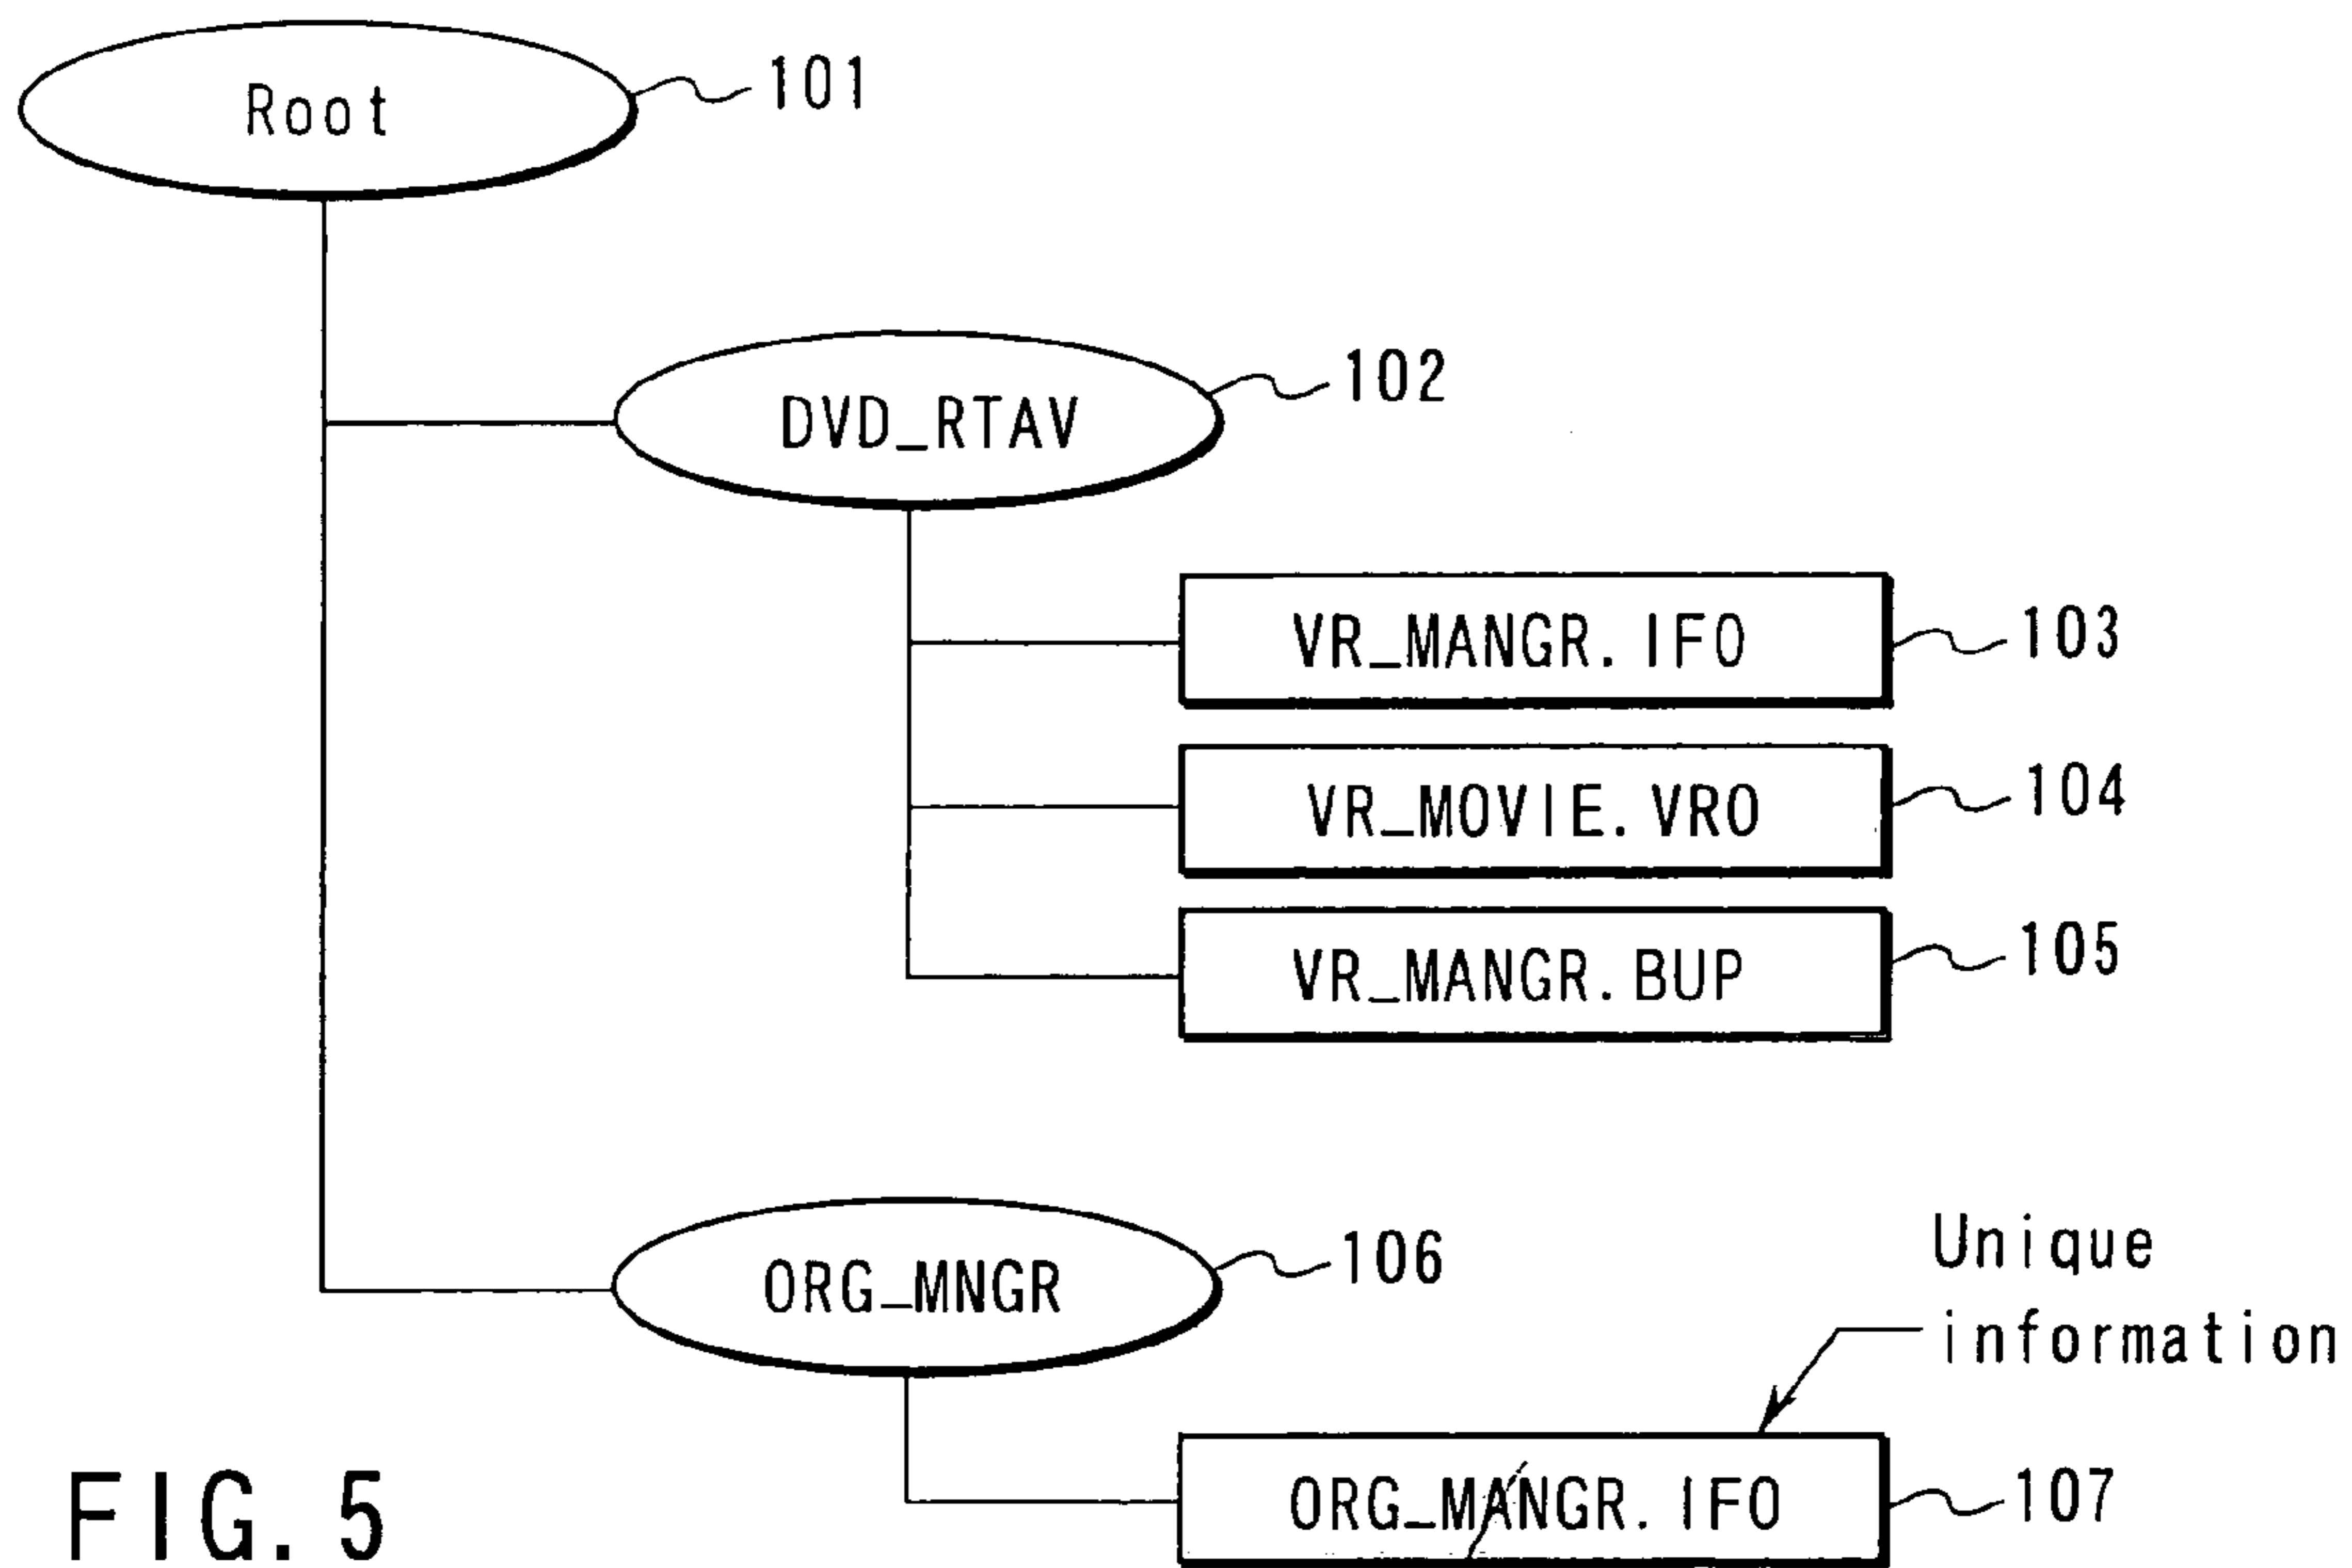 Root
101
DVD_RTAV
102
VR_MANGR.IFO
103
VR_MOVIE.VRO
104
VR_MANGR.BUP
105
ORG_MNGR
106
Unique
information
ORG_MANGR.IFO
107
FIG.5